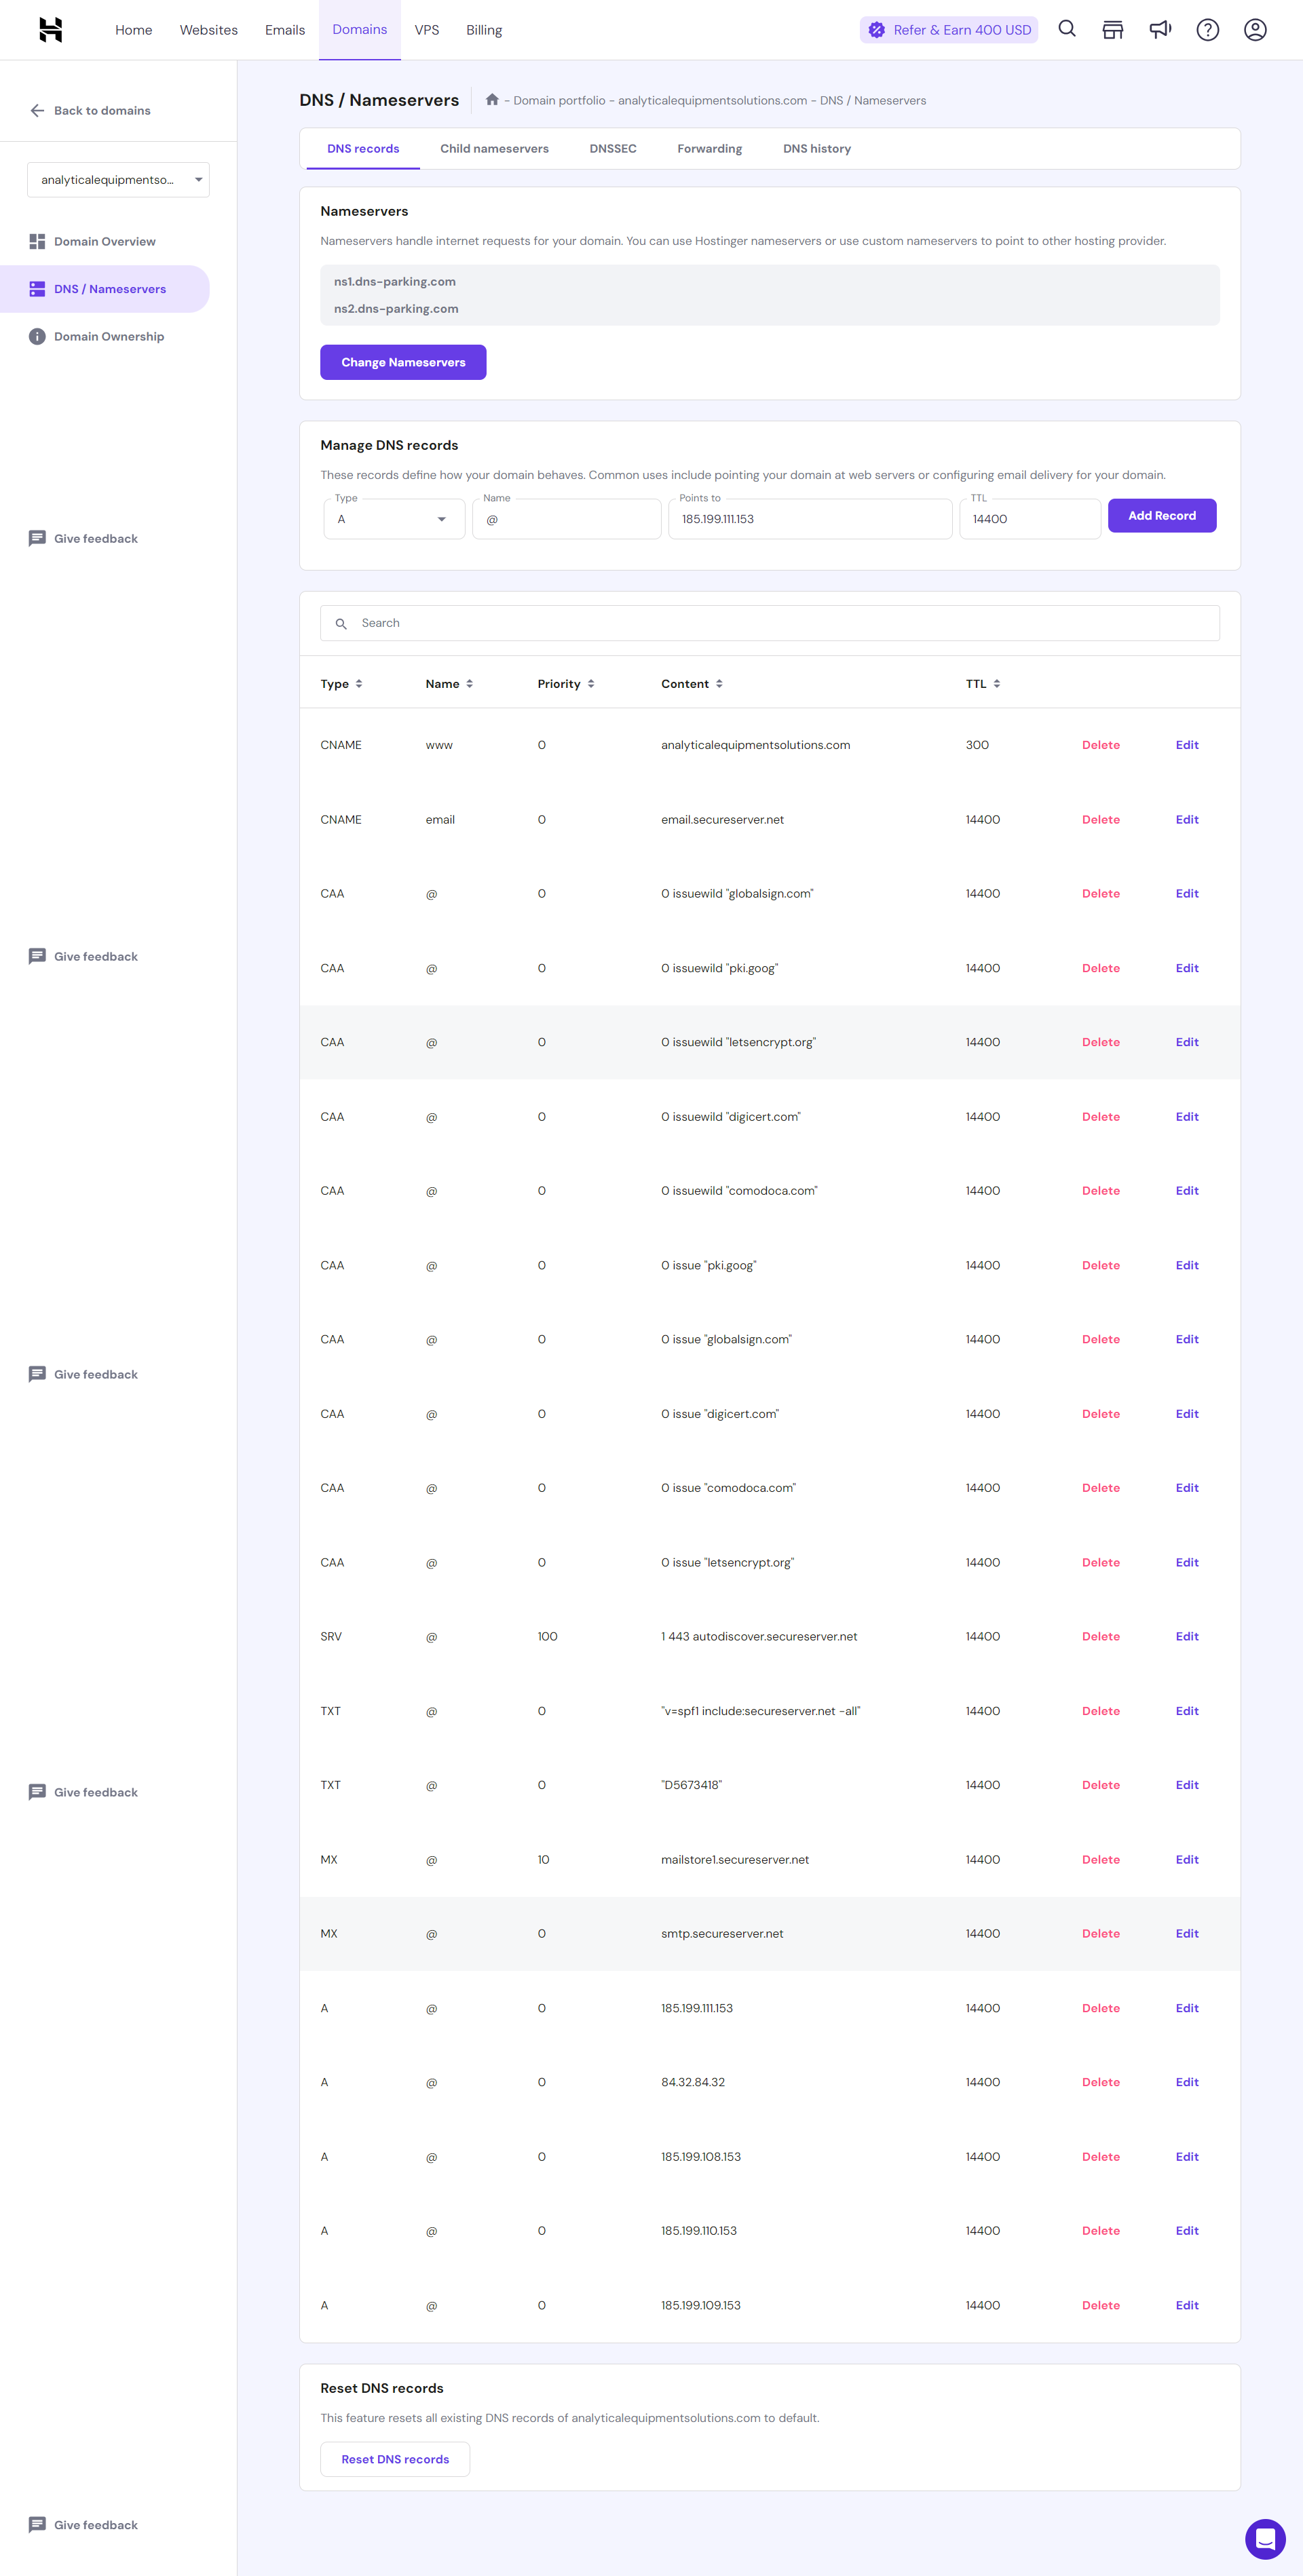 Home Websites Emails Domains VPS Billing Refer & Earn 400 USD
Back to domains
analyticalequipmentso...
Domain Overview
DNS / Nameservers
Domain Ownership
Give feedback
Give feedback
Give feedback
Give feedback
Give feedback
DNS / Nameservers - Domain portfolio - analyticalequipmentsolutions.com - DNS / Nameservers
DNS records Child nameservers DNSSEC Forwarding DNS history
Nameservers
Nameservers handle internet requests for your domain. You can use Hostinger nameservers or use custom nameservers to point to other hosting provider.
ns1.dns-parking.com
ns2.dns-parking.com
Change Nameservers
Manage DNS records
These records define how your domain behaves. Common uses include pointing your domain at web servers or configuring email delivery for your domain.
Type Name Points to TTL
A @ 185.199.111.153 14400 Add Record
Search
Type Name Priority Content TTL
CNAME www 0 analyticalequipmentsolutions.com 300 Delete Edit
CNAME email 0 email.secureserver.net 14400 Delete Edit
CAA @ 0 0 issuewild "globalsign.com" 14400 Delete Edit
CAA @ 0 0 issuewild "pki.goog" 14400 Delete Edit
CAA @ 0 0 issuewild "letsencrypt.org" 14400 Delete Edit
CAA @ 0 0 issuewild "digicert.com" 14400 Delete Edit
CAA @ 0 0 issuewild "comodoca.com" 14400 Delete Edit
CAA @ 0 0 issue "pki.goog" 14400 Delete Edit
CAA @ 0 0 issue "globalsign.com" 14400 Delete Edit
CAA @ 0 0 issue "digicert.com" 14400 Delete Edit
CAA @ 0 0 issue "comodoca.com" 14400 Delete Edit
CAA @ 0 0 issue "letsencrypt.org" 14400 Delete Edit
SRV @ 100 1 443 autodiscover.secureserver.net 14400 Delete Edit
TXT @ 0 "v=spf1 include:secureserver.net -all" 14400 Delete Edit
TXT @ 0 "D5673418" 14400 Delete Edit
MX @ 10 mailstore1.secureserver.net 14400 Delete Edit
MX @ 0 smtp.secureserver.net 14400 Delete Edit
A @ 0 185.199.111.153 14400 Delete Edit
A @ 0 84.32.84.32 14400 Delete Edit
A @ 0 185.199.108.153 14400 Delete Edit
A @ 0 185.199.110.153 14400 Delete Edit
A @ 0 185.199.109.153 14400 Delete Edit
Reset DNS records
This feature resets all existing DNS records of analyticalequipmentsolutions.com to default.
Reset DNS records